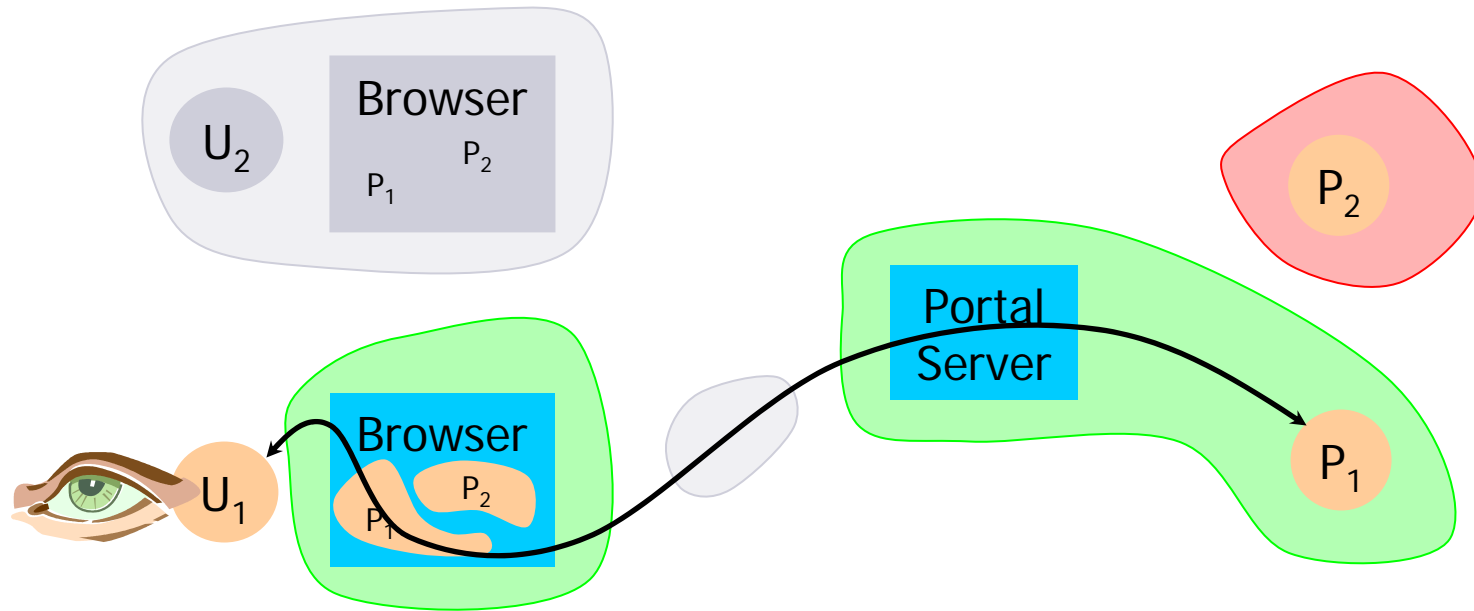 Browser
U₂
P₂
P₁
P₂
Portal
Server
Browser
U₁
P₂
P₁
P₁